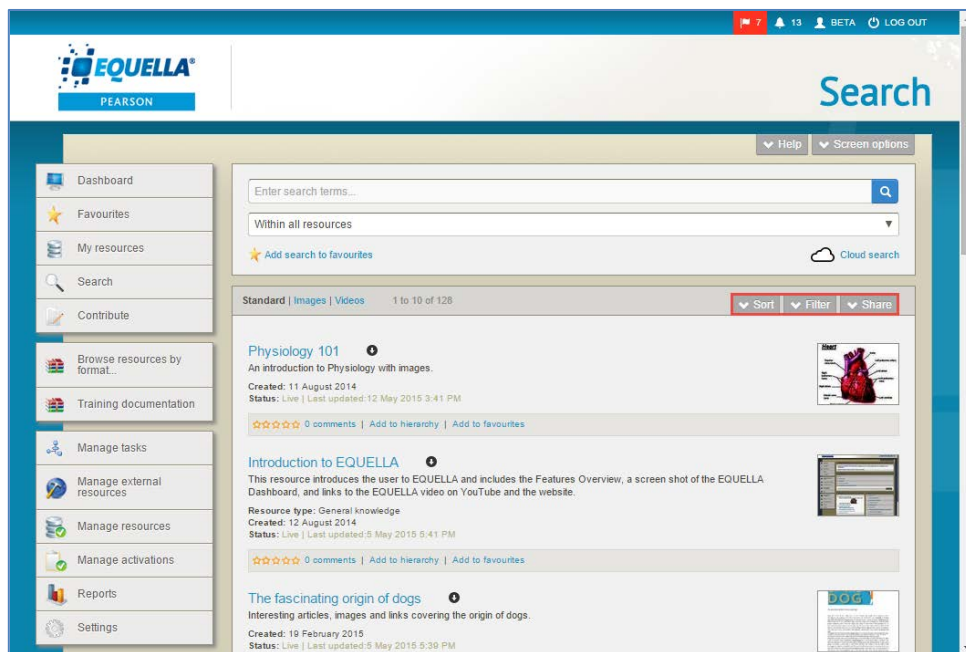 7 13 BETA LOG OUT
EQUELLA®
PEARSON
Search
Help Screen options
Dashboard
Favourites
My resources
Search
Contribute
Browse resources by
format...
Training documentation
Manage tasks
Manage external
resources
Manage resources
Manage activations
Reports
Settings
Enter search terms...
Within all resources
Add search to favourites Cloud search
Standard | Images | Videos 1 to 10 of 128 Sort Filter Share
Physiology 101
An introduction to Physiology with images.
Created: 11 August 2014
Status: Live | Last updated:12 May 2015 3:41 PM
0 comments | Add to hierarchy | Add to favourites
Heart
Introduction to EQUELLA
This resource introduces the user to EQUELLA and includes the Features Overview, a screen shot of the EQUELLA
Dashboard, and links to the EQUELLA video on YouTube and the website.
Resource type: General knowledge
Created: 12 August 2014
Status: Live | Last updated:5 May 2015 5:41 PM
0 comments | Add to hierarchy | Add to favourites
The fascinating origin of dogs
Interesting articles, images and links covering the origin of dogs.
Created: 19 February 2015
Status: Live | Last updated:5 May 2015 5:39 PM
DOG